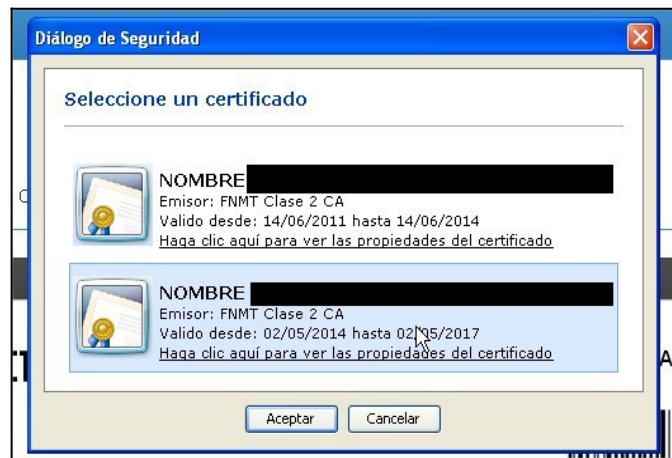 Diálogo de Seguridad
Seleccione un certificado
NOMBRE
Emisor: FNMT Clase 2 CA
Valido desde: 14/06/2011 hasta 14/06/2014
Haga clic aquí para ver las propiedades del certificado
NOMBRE
Emisor: FNMT Clase 2 CA
Valido desde: 02/05/2014 hasta 02/05/2017
Haga clic aquí para ver las propiedades del certificado
Aceptar
Cancelar